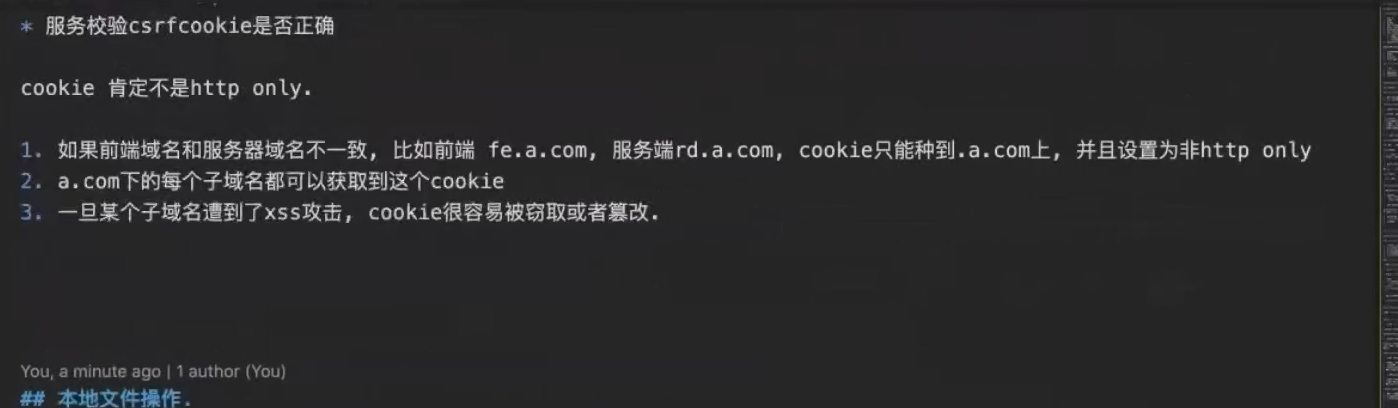 * 服务校验csrfcookie是否正确
cookie 肯定不是http only.
1. 如果前端域名和服务器域名不一致, 比如前端 fe.a.com, 服务端rd.a.com, cookie只能种到.a.com上, 并且设置为非http only
2. a.com下的每个子域名都可以获取到这个cookie
3. 一旦某个子域名遭到了xss攻击, cookie很容易被窃取或者篡改.
You, a minute ago | 1 author (You)
## 本地文件操作.